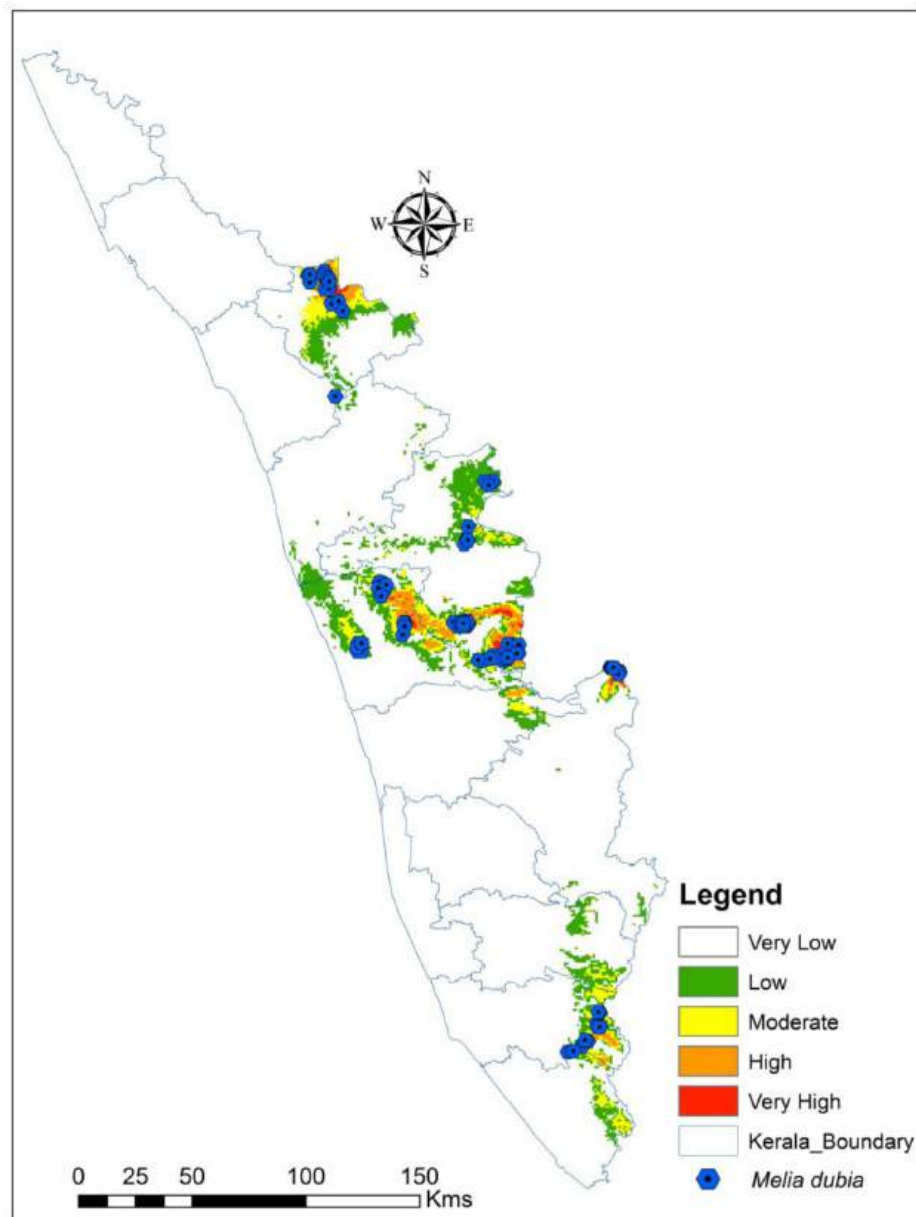 N
W E
S
Legend
Very Low
Low
Moderate
High
Very High
Kerala_Boundary
Melia dubia
0 25 50 100 150
Kms